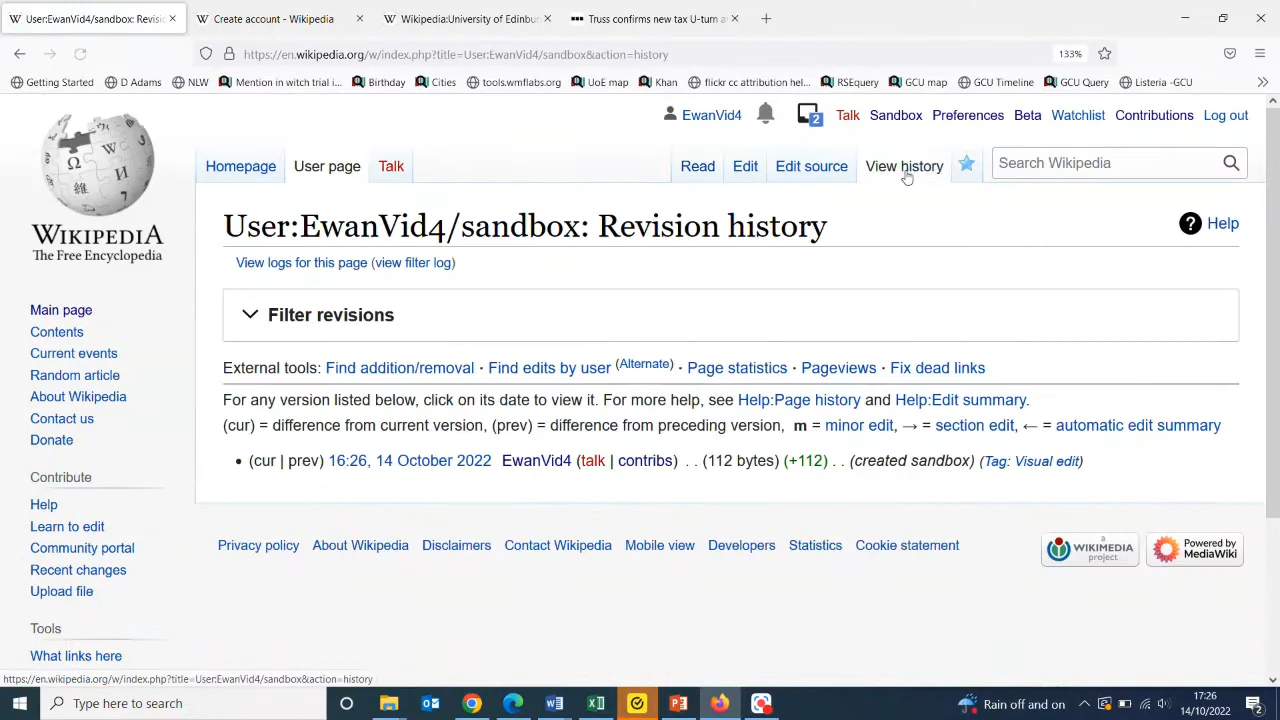 User:EwanVid4/sandbox: Revisi
Create account - Wikipedia
Wikipedia:University of Edinbur
Truss confirms new tax U-turn a
https://en.wikipedia.org/w/index.php?title=User:EwanVid4/sandbox&action=history
133%
Getting Started
D Adams
NLW
Mention in witch trial i...
Birthday
Cities
tools.wmflabs.org
UoE map
Khan
flickr cc attribution hel...
RSEquery
GCU map
GCU Timeline
GCU Query
Listeria -GCU
EwanVid4
2
Talk
Sandbox
Preferences
Beta
Watchlist
Contributions
Log out
Homepage
User page
Talk
Read
Edit
Edit source
View history
Search Wikipedia
WIKIPEDIA
The Free Encyclopedia
Main page
Contents
Current events
Random article
About Wikipedia
Contact us
Donate
Contribute
Help
Learn to edit
Community portal
Recent changes
Upload file
Tools
What links here
User:EwanVid4/sandbox: Revision history
Help
View logs for this page (view filter log)
Filter revisions
External tools: Find addition/removal · Find edits by user (Alternate) · Page statistics · Pageviews · Fix dead links
For any version listed below, click on its date to view it. For more help, see Help:Page history and Help:Edit summary.
(cur) = difference from current version, (prev) = difference from preceding version, m = minor edit, → = section edit, ← = automatic edit summary
• (cur | prev) 16:26, 14 October 2022 EwanVid4 (talk | contribs) . . (112 bytes) (+112) . . (created sandbox) (Tag: Visual edit)
Privacy policy
About Wikipedia
Disclaimers
Contact Wikipedia
Mobile view
Developers
Statistics
Cookie statement
a WIKIMEDIA project
Powered by MediaWiki
https://en.wikipedia.org/w/index.php?title=User:EwanVid4/sandbox&action=history
Type here to search
Rain off and on
17:26
14/10/2022
2